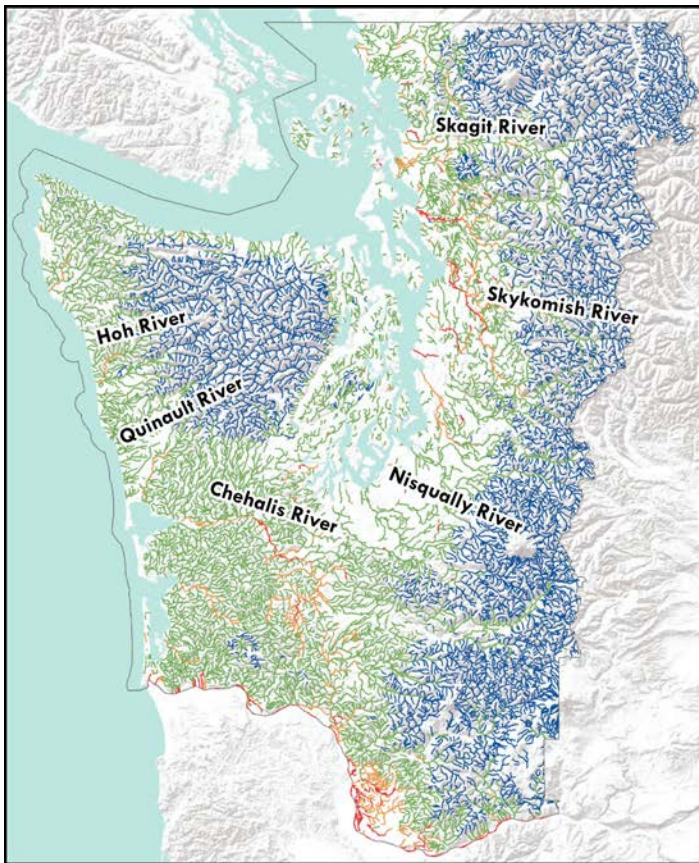 Skagit River
Skykomish River
Hoh River
Quinault River
Chehalis River
Nisqually River